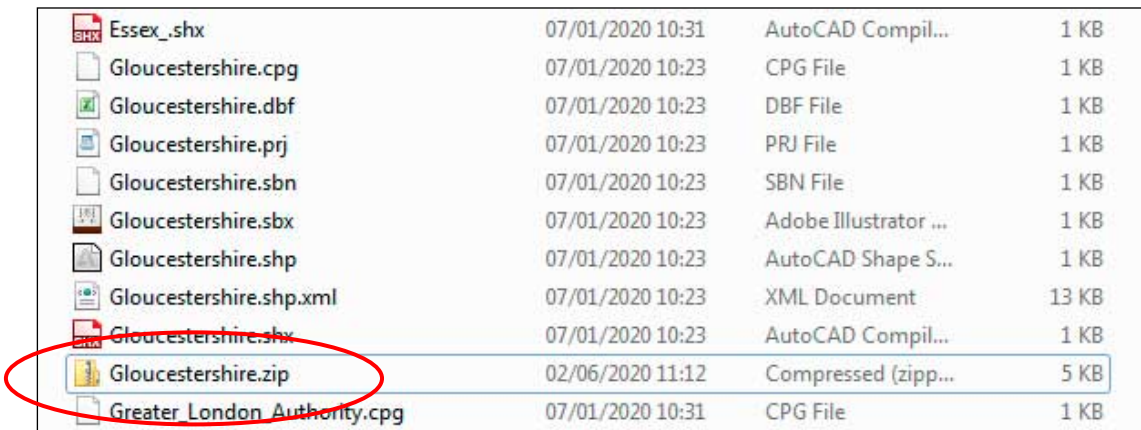 Essex_.shx 07/01/2020 10:31 AutoCAD Compil... 1 KB
Gloucestershire.cpg 07/01/2020 10:23 CPG File 1 KB
Gloucestershire.dbf 07/01/2020 10:23 DBF File 1 KB
Gloucestershire.prj 07/01/2020 10:23 PRJ File 1 KB
Gloucestershire.sbn 07/01/2020 10:23 SBN File 1 KB
Gloucestershire.sbx 07/01/2020 10:23 Adobe Illustrator ... 1 KB
Gloucestershire.shp 07/01/2020 10:23 AutoCAD Shape S... 1 KB
Gloucestershire.shp.xml 07/01/2020 10:23 XML Document 13 KB
Gloucestershire.shx 07/01/2020 10:23 AutoCAD Compil... 1 KB
Gloucestershire.zip 02/06/2020 11:12 Compressed (zipp... 5 KB
Greater_London_Authority.cpg 07/01/2020 10:31 CPG File 1 KB